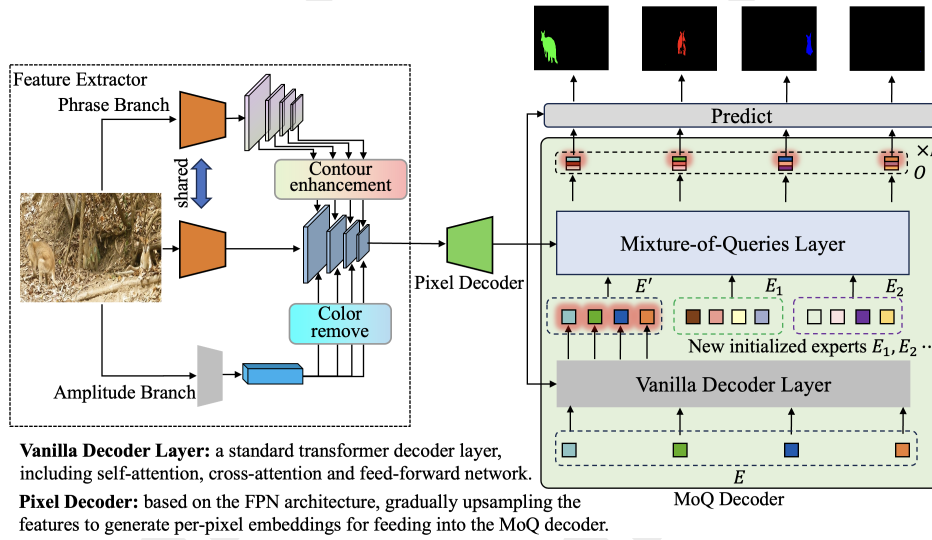 Feature Extractor
Phrase Branch
shared
Contour
enhancement
Color
remove
Amplitude Branch
Pixel Decoder
Predict
O
Mixture-of-Queries Layer
E′
E₁
E₂
New initialized experts E₁, E₂ ··
Vanilla Decoder Layer
E
MoQ Decoder
Vanilla Decoder Layer: a standard transformer decoder layer,
including self-attention, cross-attention and feed-forward network.
Pixel Decoder: based on the FPN architecture, gradually upsampling the
features to generate per-pixel embeddings for feeding into the MoQ decoder.